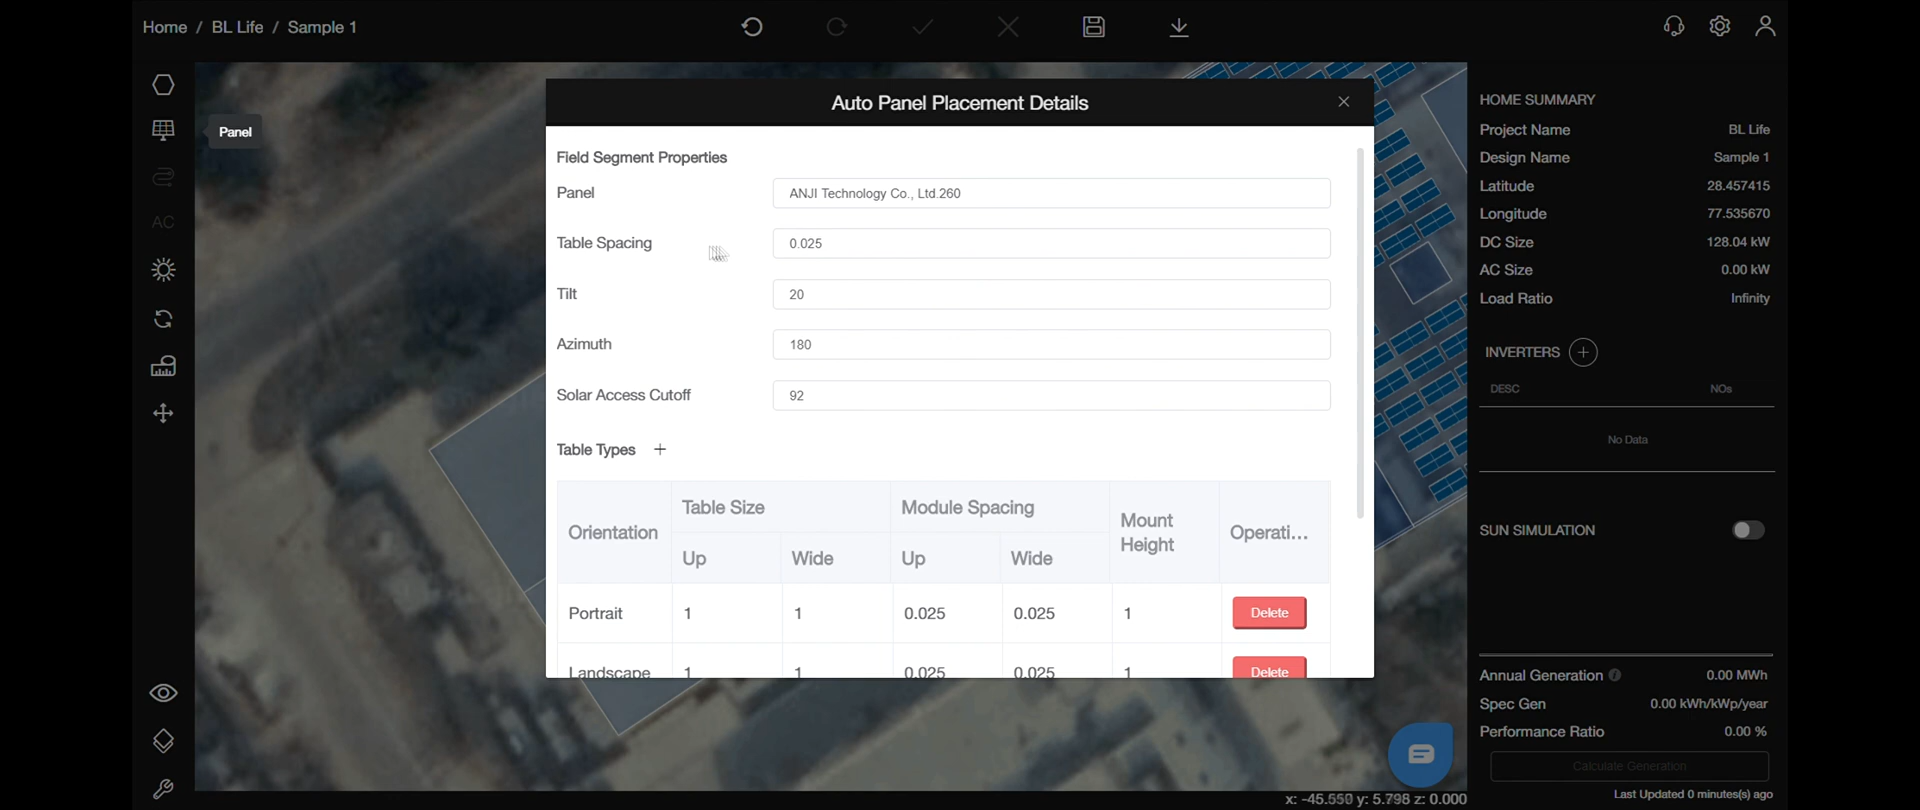 Home / BL Life / Sample 1
Panel
Auto Panel Placement Details
Field Segment Properties
Panel
ANJI Technology Co., Ltd.260
Table Spacing
0.025
Tilt
20
Azimuth
180
Solar Access Cutoff
92
Table Types +
Orientation
Table Size
Module Spacing
Mount Height
Operati...
Up
Wide
Up
Wide
Portrait 1 1 0.025 0.025 1 Delete
Landscape 1 1 0.025 0.025 1 Delete
AC
HOME SUMMARY
Project Name BL Life
Design Name Sample 1
Latitude 28.457415
Longitude 77.535670
DC Size 128.04 kW
AC Size 0.00 kW
Load Ratio Infinity
INVERTERS
DESC NOs
No Data
SUN SIMULATION
Annual Generation 0.00 MWh
Spec Gen 0.00 kWh/kWp/year
Performance Ratio 0.00 %
Calculate Generation
Last Updated 0 minutes(s) ago
x: -45.550 y: 5.798 z: 0.000